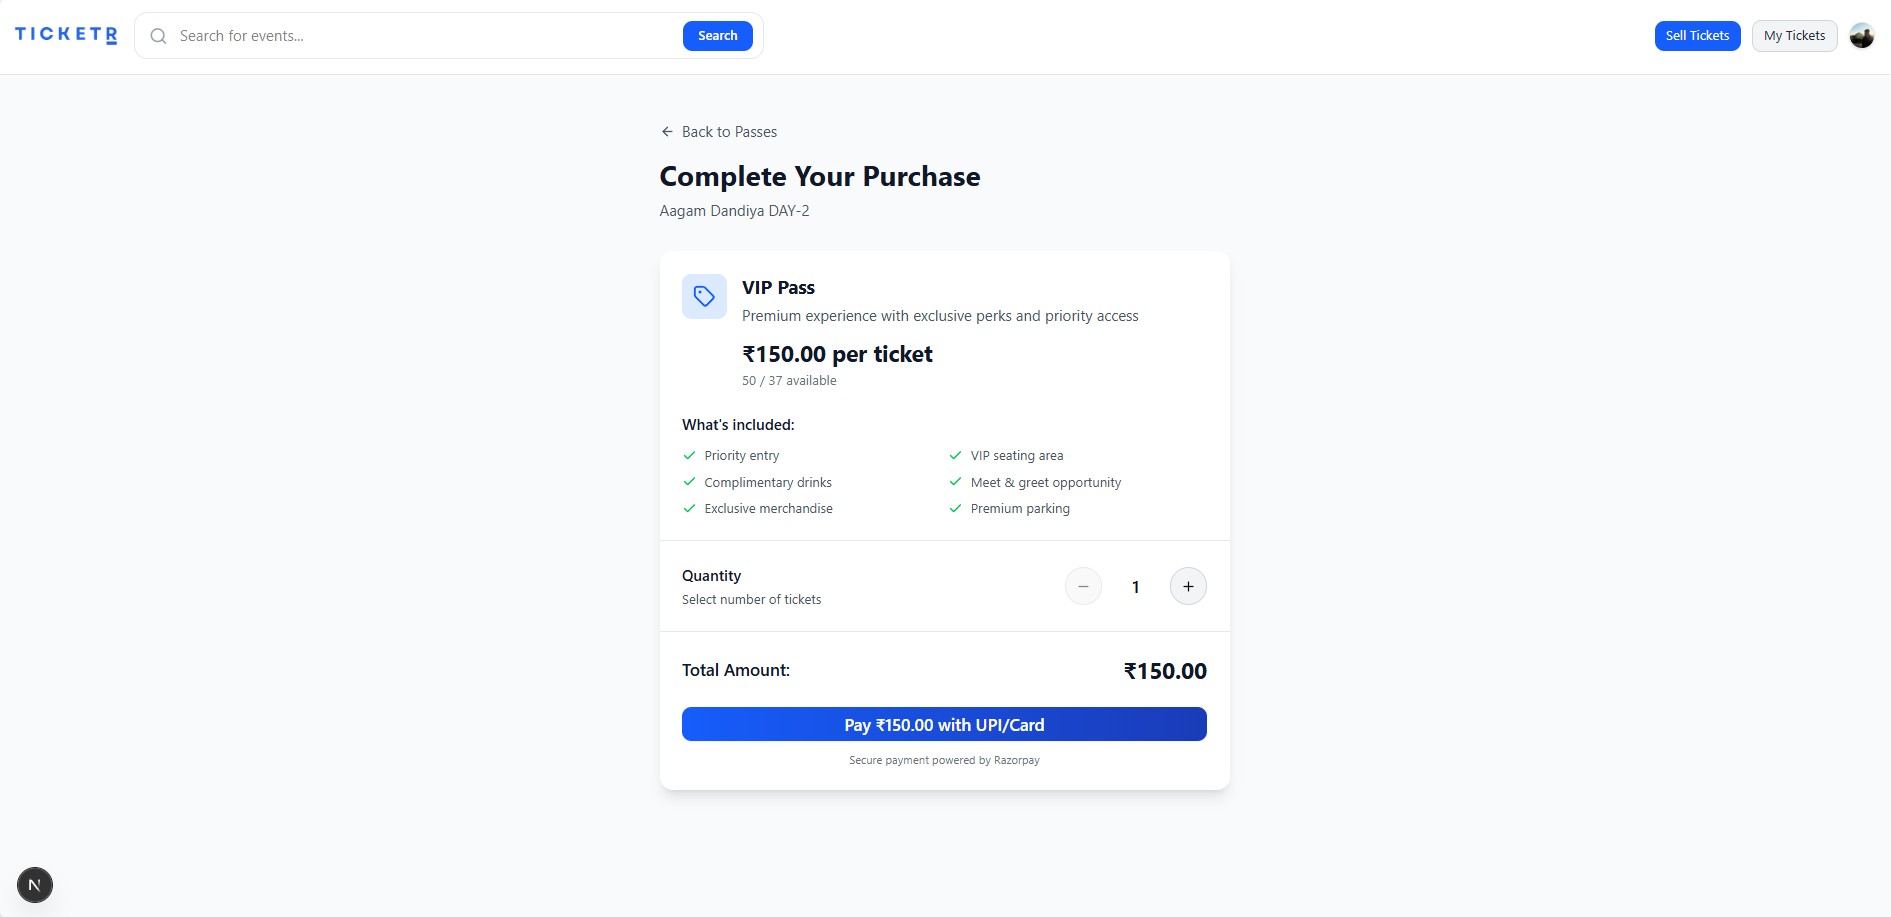 TICKETR
Search for events...
Search
Sell Tickets
My Tickets
Back to Passes
Complete Your Purchase
Aagam Dandiya DAY-2
VIP Pass
Premium experience with exclusive perks and priority access
₹150.00 per ticket
50 / 37 available
What's included:
Priority entry
VIP seating area
Complimentary drinks
Meet & greet opportunity
Exclusive merchandise
Premium parking
Quantity
Select number of tickets
1
Total Amount:
₹150.00
Pay ₹150.00 with UPI/Card
Secure payment powered by Razorpay
N